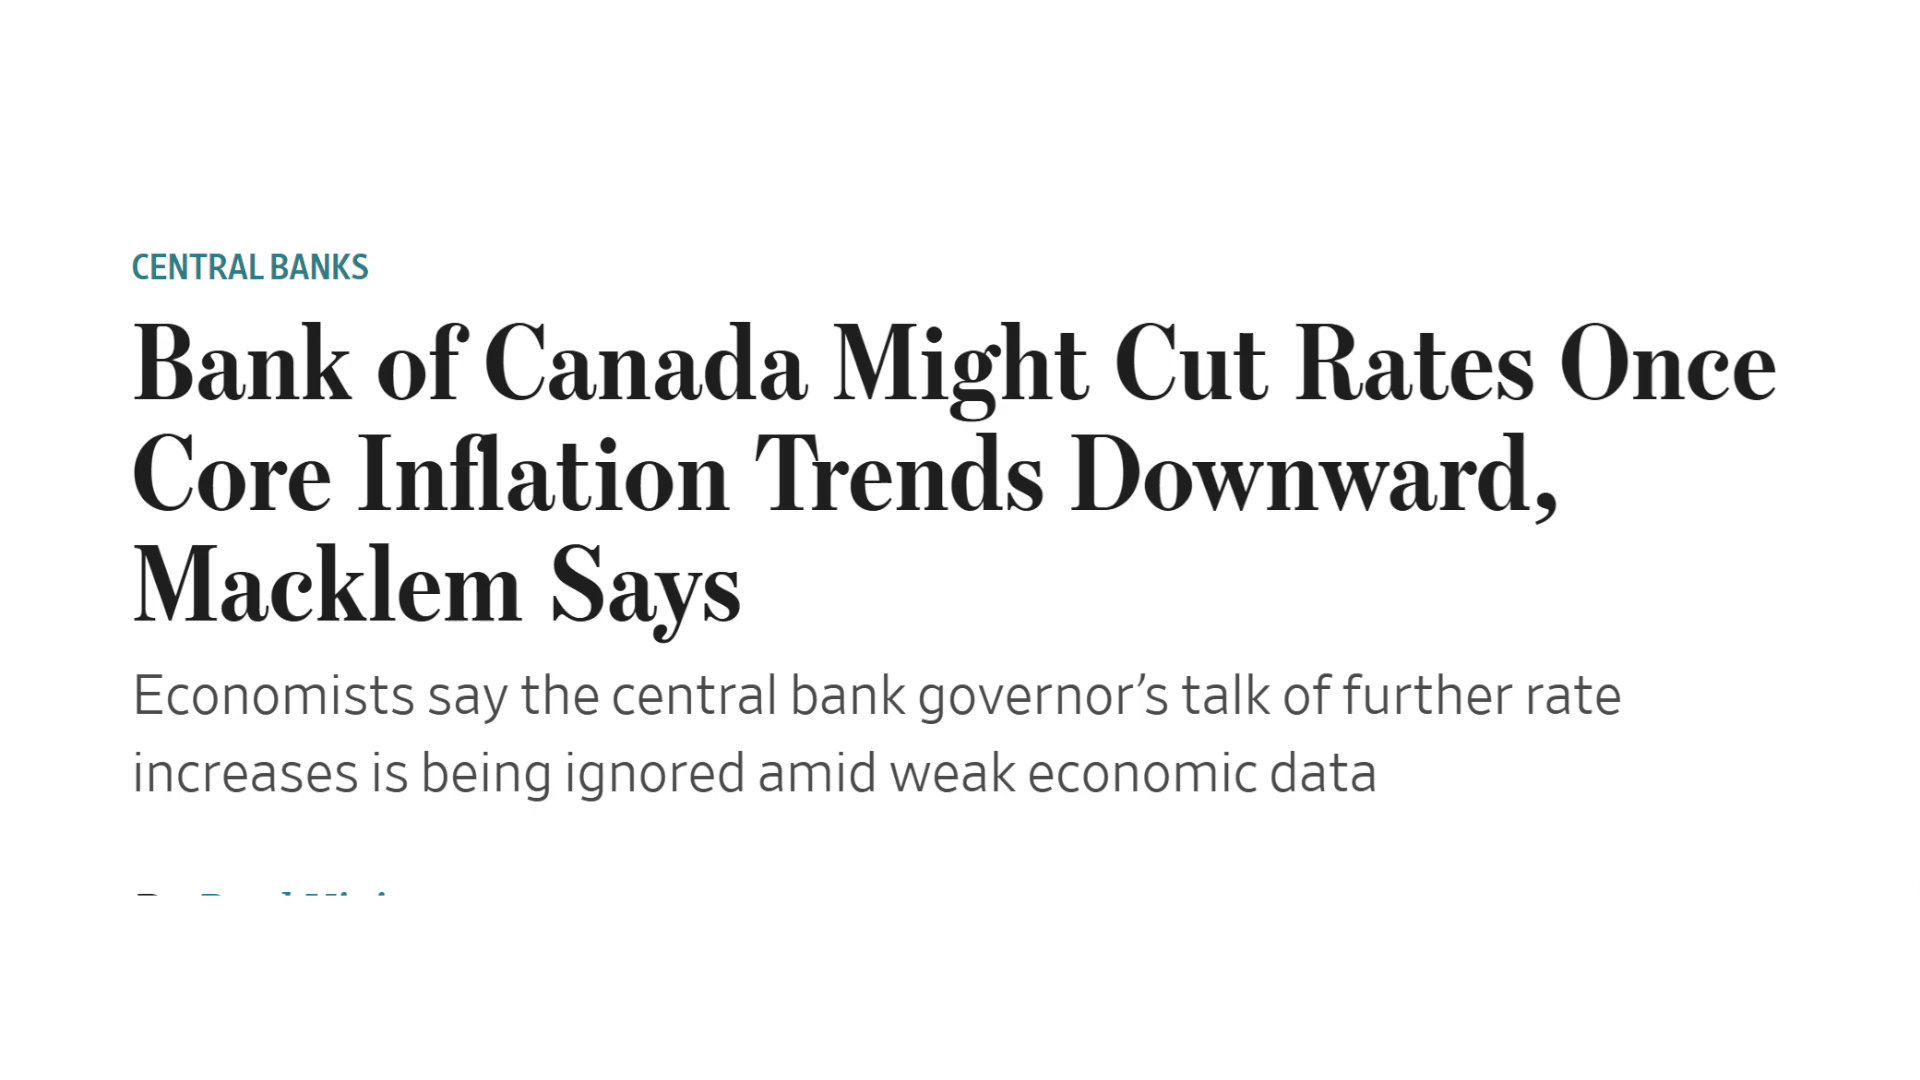 CENTRAL BANKS
Bank of Canada Might Cut Rates Once
Core Inflation Trends Downward,
Macklem Says
Economists say the central bank governor’s talk of further rate
increases is being ignored amid weak economic data